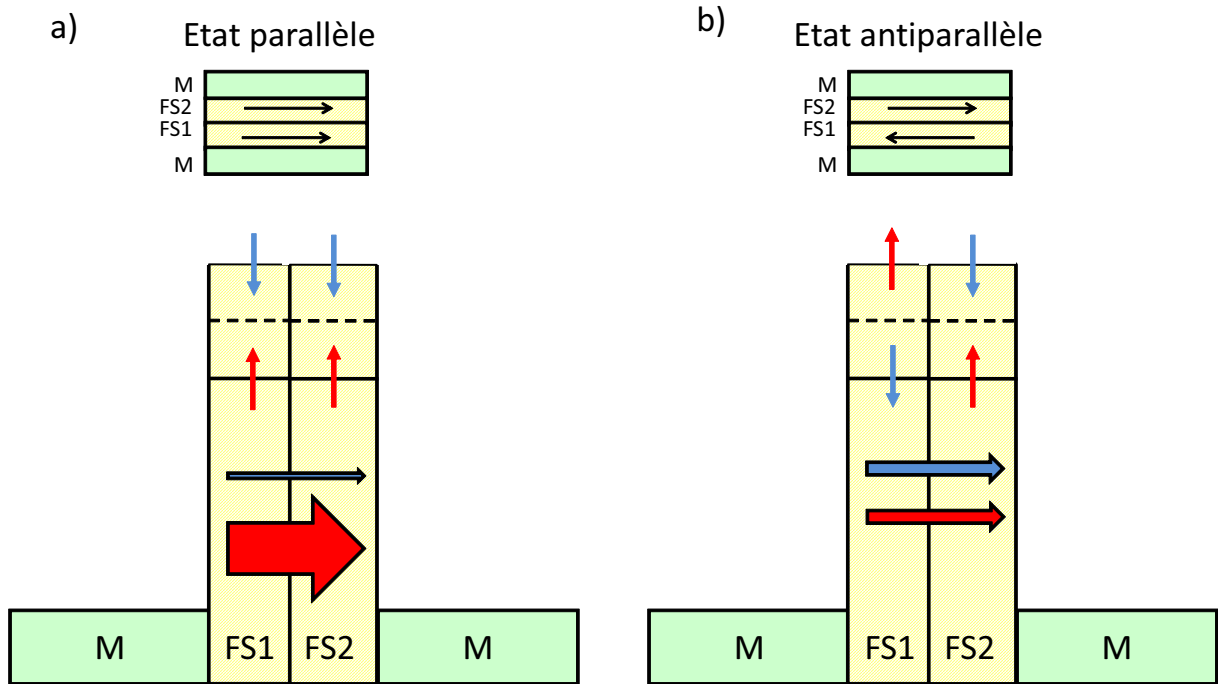 a)
Etat parallèle
M
FS2
FS1
M
M
FS1
FS2
M
b)
Etat antiparallèle
M
FS2
FS1
M
M
FS1
FS2
M